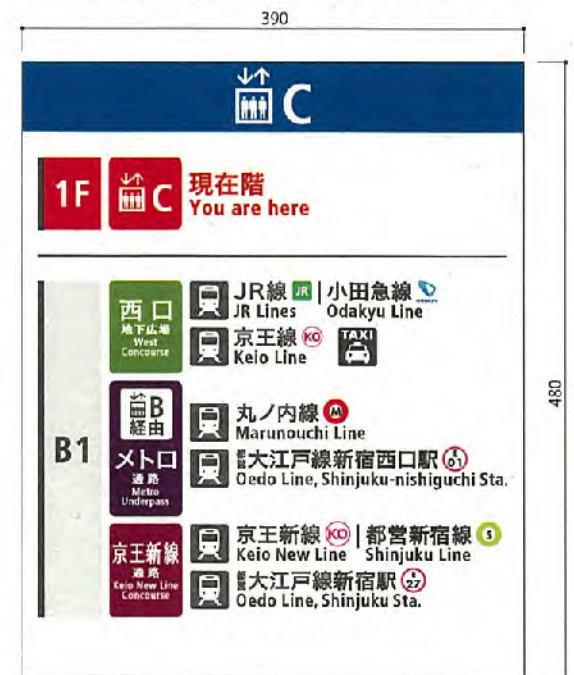 390
C
1F
C
現在階
You are here
480
B1
西口
地下広場
West
Concourse
JR線 JR | 小田急線
JR Lines Odakyu Line
京王線 KO TAXI
Keio Line
B
経由
メトロ
通路
Metro
Underpass
丸ノ内線 M
Marunouchi Line
都営大江戸線新宿西口駅 E 01
Oedo Line, Shinjuku-nishiguchi Sta.
京王新線
通路
Keio New Line
Concourse
京王新線 KO | 都営新宿線 S
Keio New Line Shinjuku Line
都営大江戸線新宿駅 E 27
Oedo Line, Shinjuku Sta.